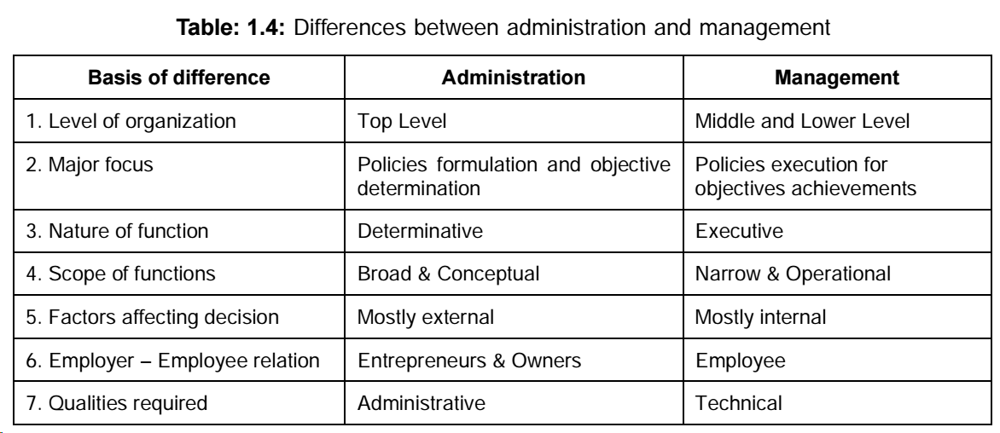 Table: 1.4: Differences between administration and management
Basis of difference Administration Management
1. Level of organization Top Level Middle and Lower Level
2. Major focus Policies formulation and objective Policies execution for
determination objectives achievements
3. Nature of function Determinative Executive
4. Scope of functions Broad & Conceptual Narrow & Operational
5. Factors affecting decision Mostly external Mostly internal
6. Employer – Employee relation Entrepreneurs & Owners Employee
7. Qualities required Administrative Technical